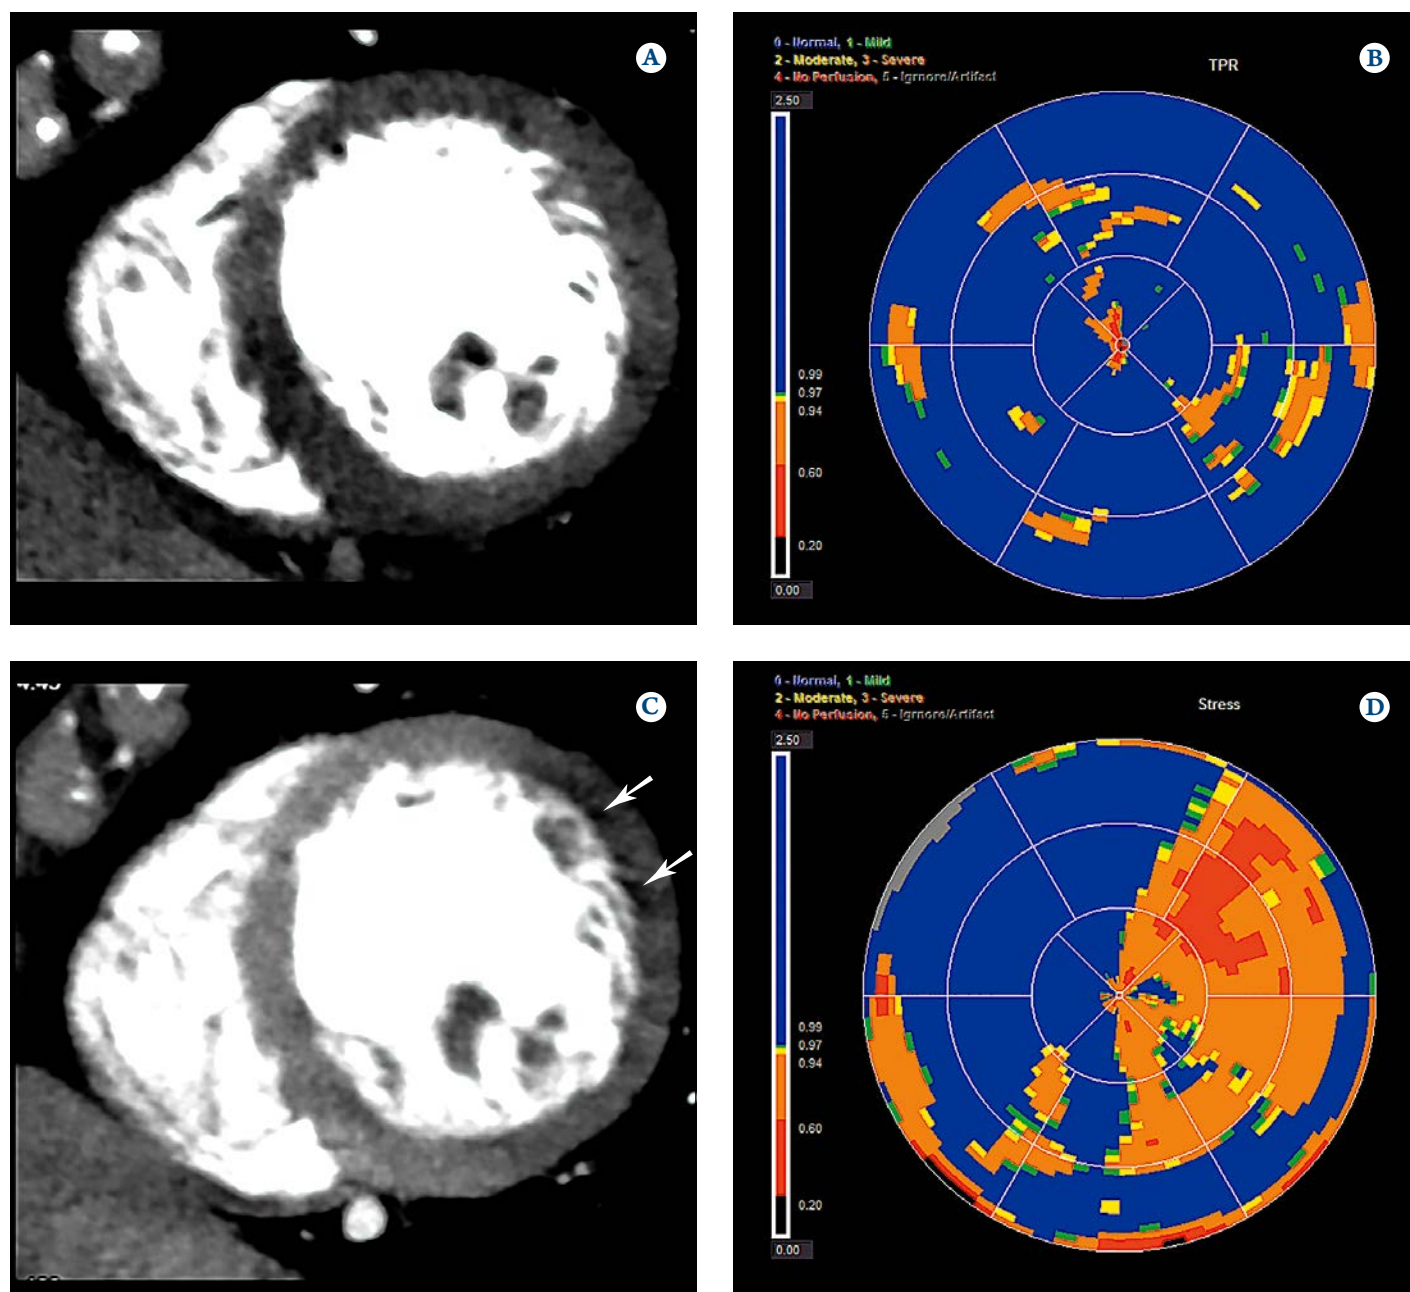 A
0 - Normal, 1 - Mild
2 - Moderate, 3 - Severe
4 - No Perfusion, 5 - Ignrore/Artifact
TPR
B
2.50
0.99
0.97
0.94
0.60
0.20
0.00
C
0 - Normal, 1 - Mild
2 - Moderate, 3 - Severe
4 - No Perfusion, 5 - Ignrore/Artifact
Stress
D
2.50
0.99
0.97
0.94
0.60
0.20
0.00